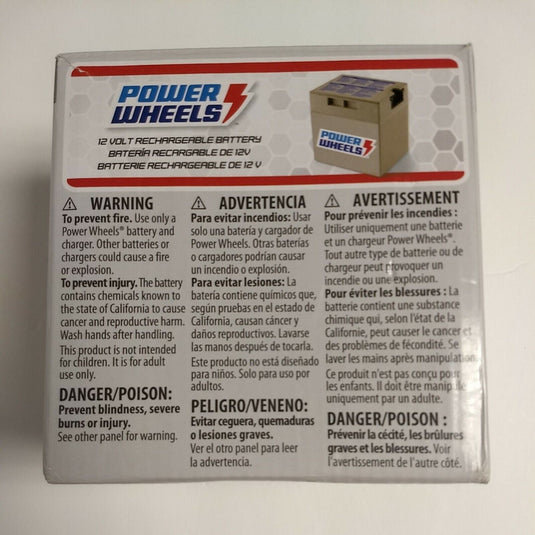 POWER
WHEELS
12 VOLT RECHARGEABLE BATTERY
BATERÍA RECARGABLE DE 12V
BATTERIE RECHARGEABLE DE 12 V
POWER
WHEELS
⚠ WARNING
To prevent fire. Use only a
Power Wheels® battery and
charger. Other batteries or
chargers could cause a fire
or explosion.
To prevent injury. The battery
contains chemicals known to
the state of California to cause
cancer and reproductive harm.
Wash hands after handling.
This product is not intended
for children. It is for adult
use only.
DANGER/POISON:
Prevent blindness, severe
burns or injury.
See other panel for warning.
⚠ ADVERTENCIA
Para evitar incendios: Usar
solo una batería y cargador de
Power Wheels. Otras baterías
o cargadores podrían causar
un incendio o explosión.
Para evitar lesiones: La
batería contiene químicos que,
según pruebas en el estado de
California, causan cáncer y
daños reproductivos. Lavarse
las manos después de tocarla.
Este producto no está diseñado
para niños. Solo para uso por
adultos.
PELIGRO/VENENO:
Evitar ceguera, quemaduras
o lesiones graves.
Ver el otro panel para leer
la advertencia.
⚠ AVERTISSEMENT
Pour prévenir les incendies :
Utiliser uniquement une batterie
et un chargeur Power Wheels®.
Tout autre type de batterie ou de
chargeur peut provoquer un
incendie ou une explosion.
Pour éviter les blessures : La
batterie contient une substance
chimique qui, selon l'état de la
Californie, peut causer le cancer et
des problèmes de fécondité. Se
laver les mains après manipulation.
Ce produit n'est pas conçu pour
les enfants. Il doit être manipulé
uniquement par un adulte.
DANGER/POISON :
Prévenir la cécité, les brûlures
graves et les blessures. Voir
l'avertissement de l'autre côté.